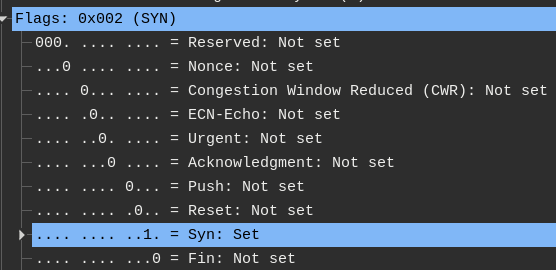 Flags: 0x002 (SYN)
000. .... .... = Reserved: Not set
...0 .... .... = Nonce: Not set
.... 0... .... = Congestion Window Reduced (CWR): Not set
.... .0.. .... = ECN-Echo: Not set
.... ..0. .... = Urgent: Not set
.... ...0 .... = Acknowledgment: Not set
.... .... 0... = Push: Not set
.... .... .0.. = Reset: Not set
.... .... ..1. = Syn: Set
.... .... ...0 = Fin: Not set